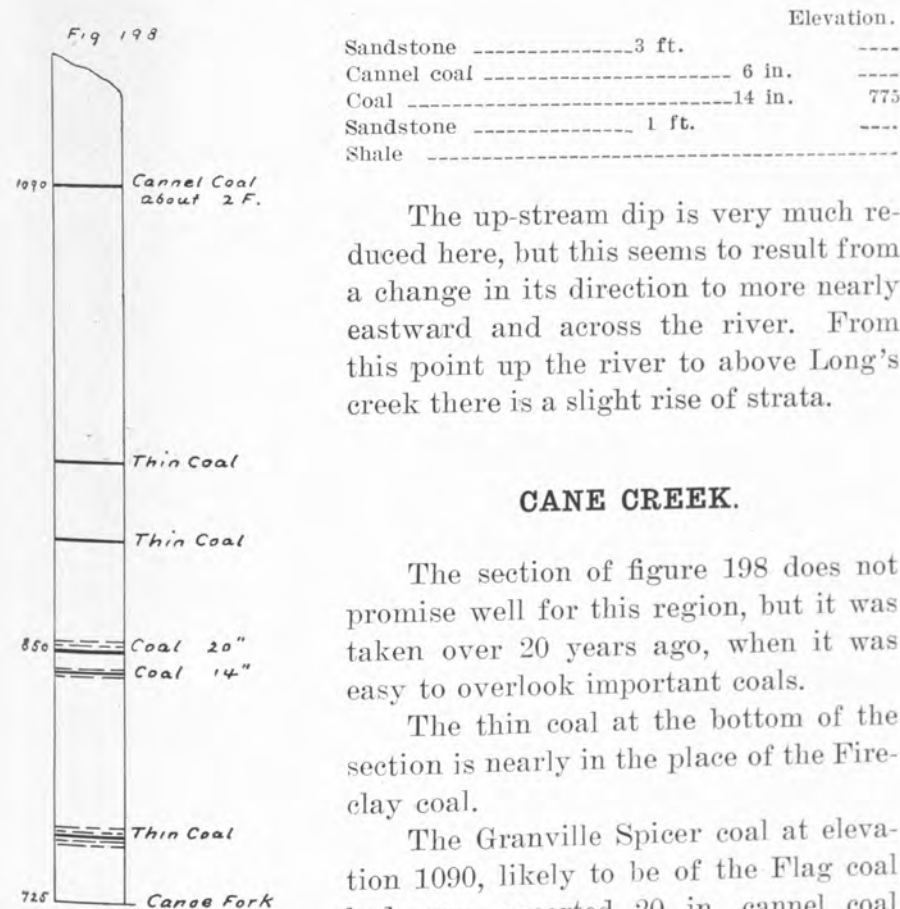 Fig 198
1090
Cannel Coal
about 2 F.
Thin Coal
Thin Coal
850
Coal 20"
Coal 14"
Thin Coal
725
Canoe Fork
Elevation.
Sandstone ---------------3 ft. ----
Cannel coal ------------------------ 6 in. ----
Coal --------------------------------14 in. 775
Sandstone --------------- 1 ft. ----
Shale ----------------------------------------------
The up-stream dip is very much re-
duced here, but this seems to result from
a change in its direction to more nearly
eastward and across the river. From
this point up the river to above Long's
creek there is a slight rise of strata.
CANE CREEK.
The section of figure 198 does not
promise well for this region, but it was
taken over 20 years ago, when it was
easy to overlook important coals.
The thin coal at the bottom of the
section is nearly in the place of the Fire-
clay coal.
The Granville Spicer coal at eleva-
tion 1090, likely to be of the Flag coal
20 in. cannel coal